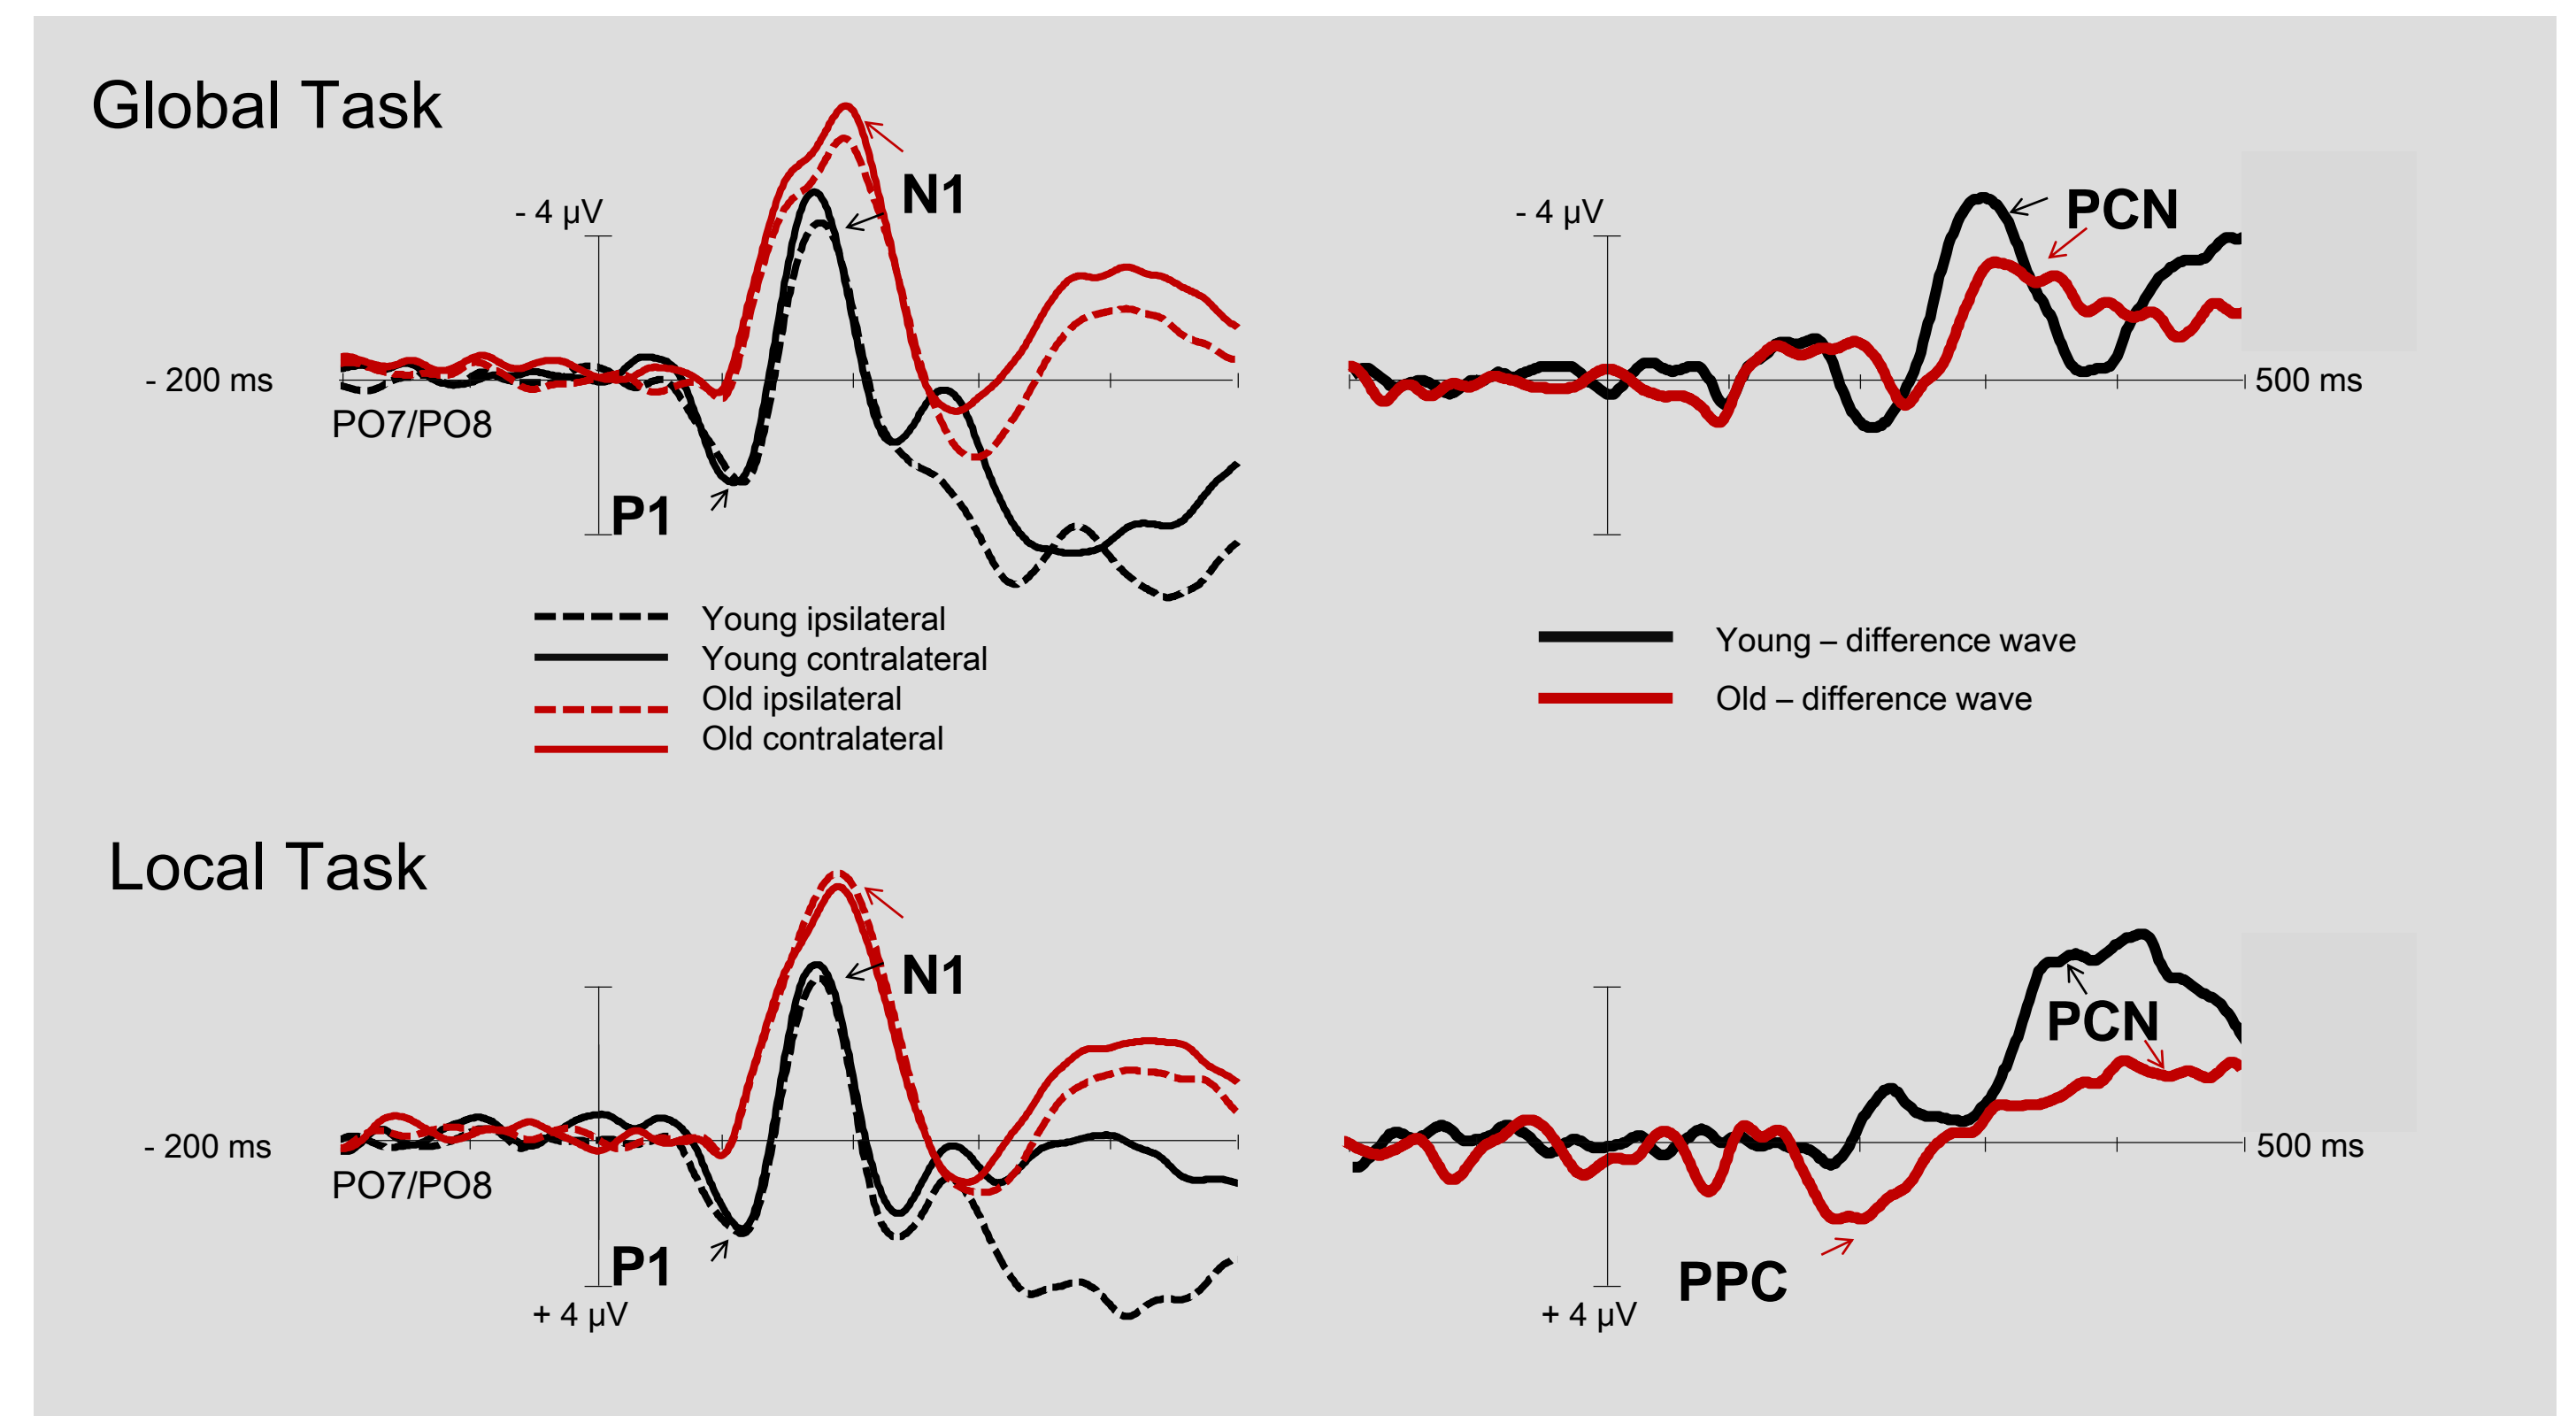 Global Task
- 4 µV
N1
- 200 ms
PO7/PO8
P1
Young ipsilateral
Young contralateral
Old ipsilateral
Old contralateral
- 4 µV
PCN
500 ms
Young – difference wave
Old – difference wave
Local Task
N1
- 200 ms
PO7/PO8
P1
+ 4 µV
PCN
500 ms
PPC
+ 4 µV